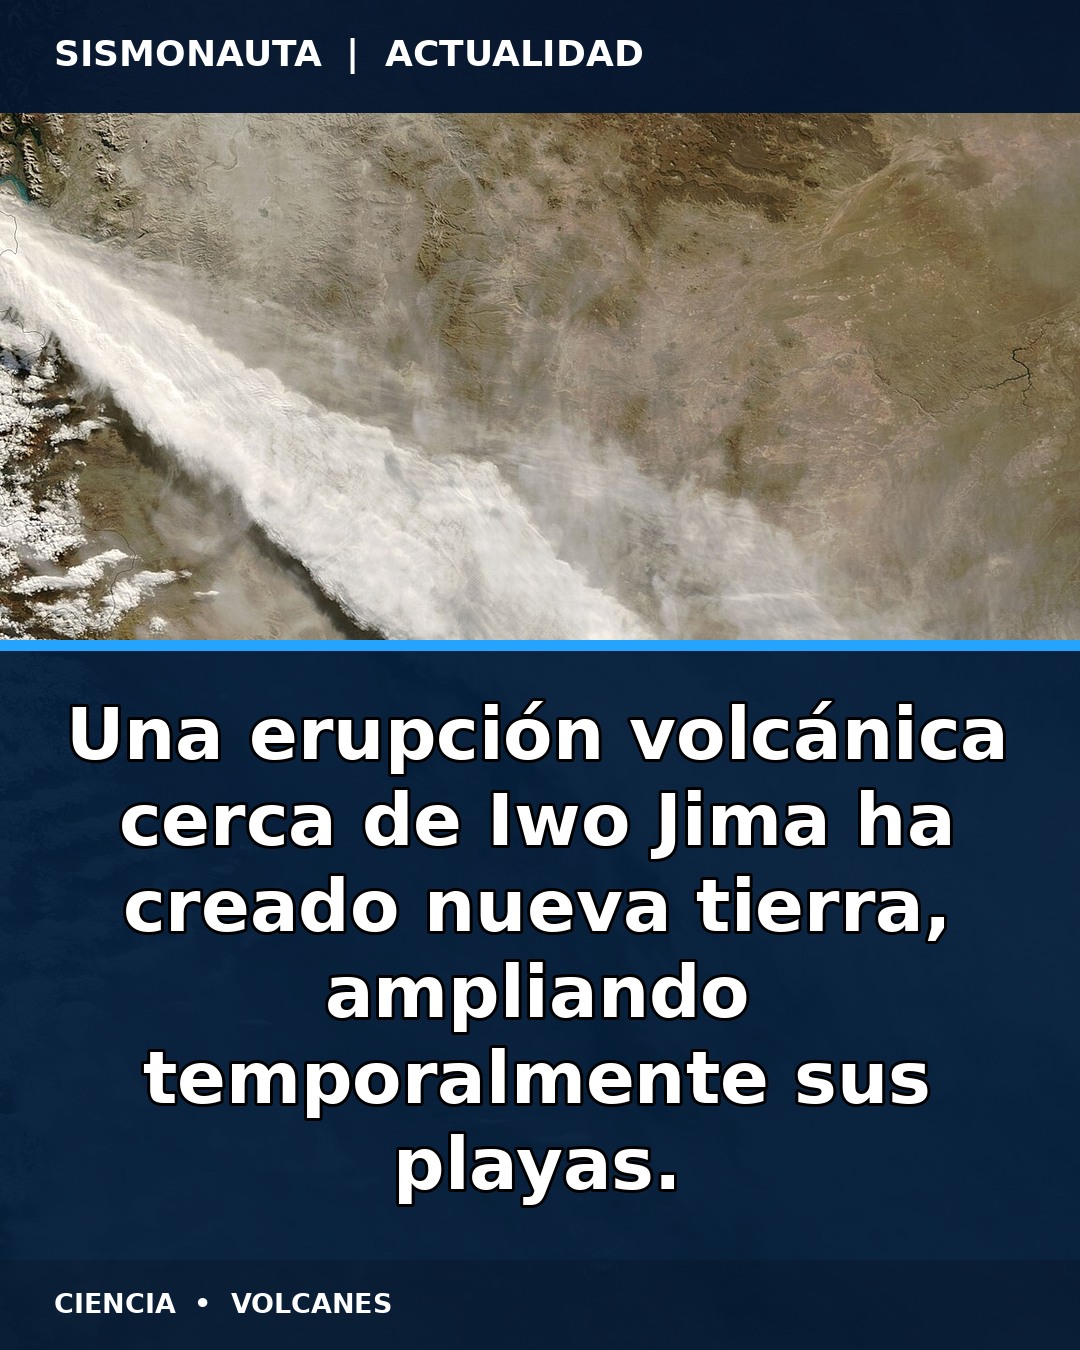 SISMONAUTA | ACTUALIDAD
Una erupción volcánica
cerca de Iwo Jima ha
creado nueva tierra,
ampliando
temporalmente sus
playas.
CIENCIA • VOLCANES